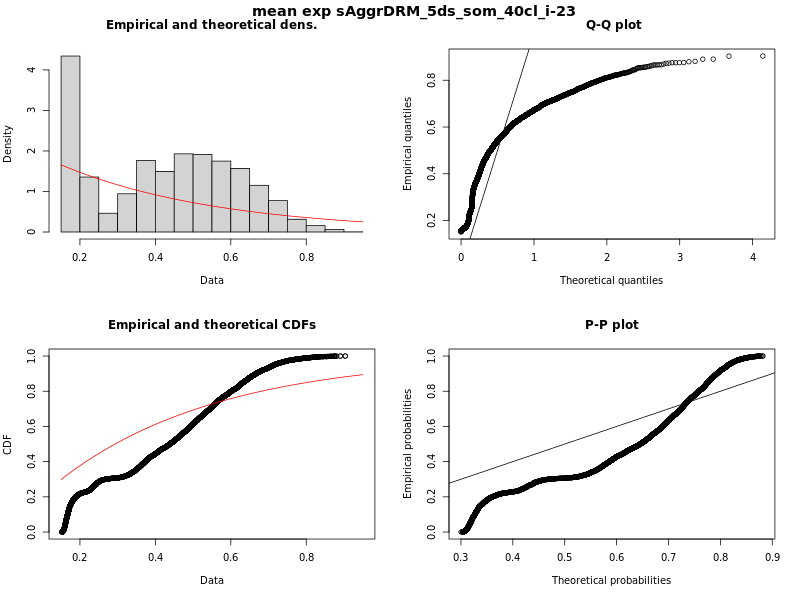 mean exp sAggrDRM_5ds_som_40cl_i-23
Empirical and theoretical dens.
Density
0 1 2 3 4
0.2 0.4 0.6 0.8
Data
Q-Q plot
Empirical quantiles
0.2 0.4 0.6 0.8
0 1 2 3 4
Theoretical quantiles
Empirical and theoretical CDFs
CDF
0.0 0.2 0.4 0.6 0.8 1.0
0.2 0.4 0.6 0.8
Data
P-P plot
Empirical probabilities
0.0 0.2 0.4 0.6 0.8 1.0
0.3 0.4 0.5 0.6 0.7 0.8 0.9
Theoretical probabilities